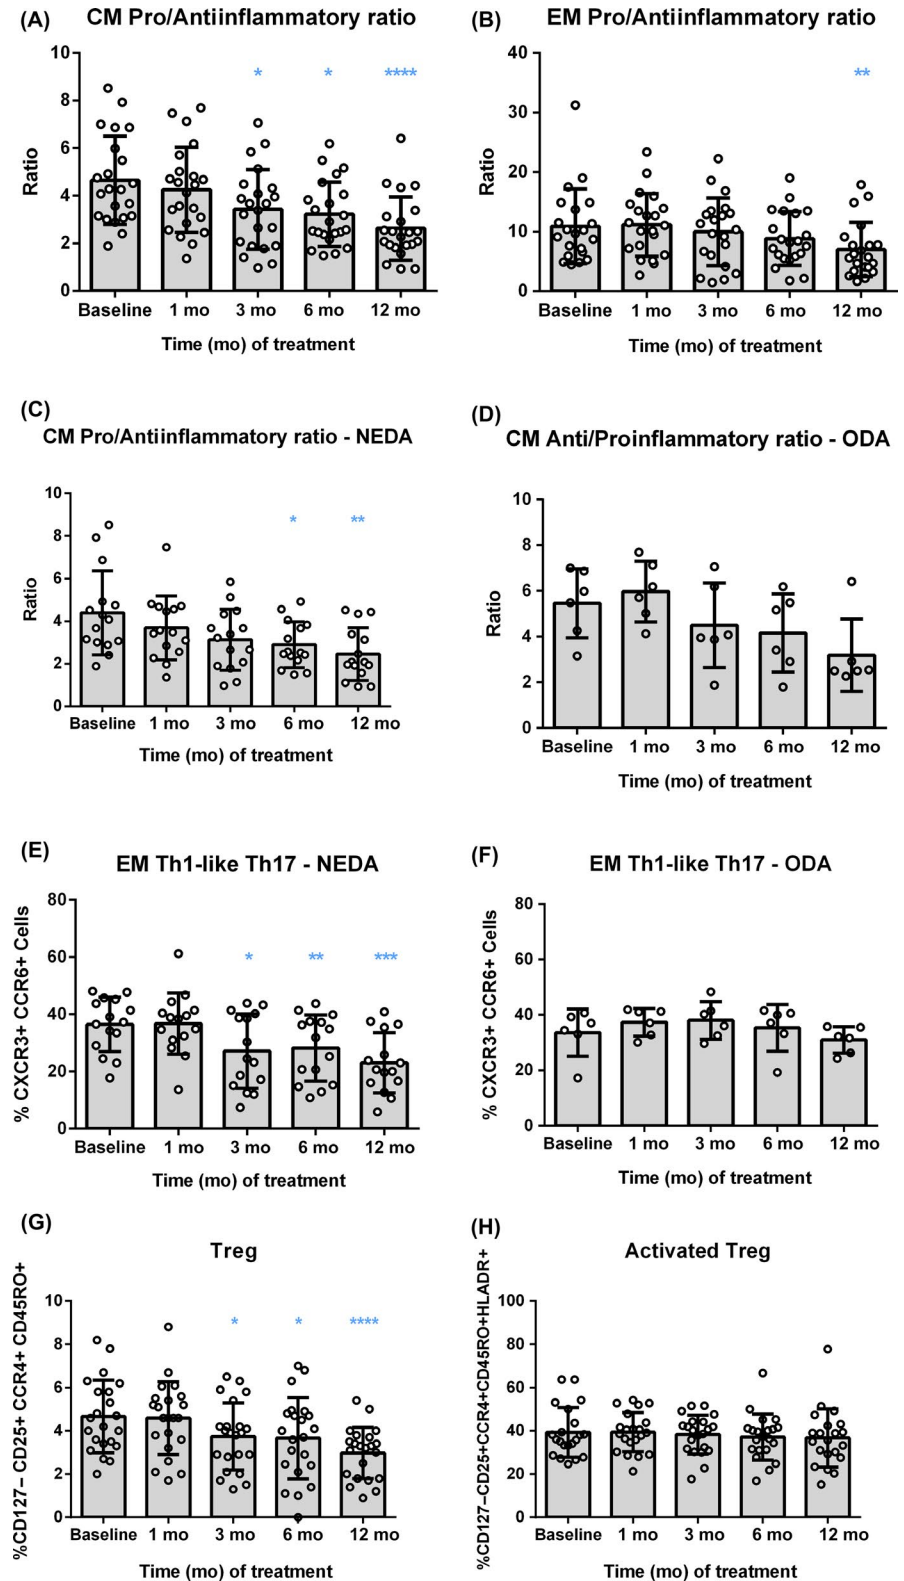 (A) CM Pro/Antiinflammatory ratio
10
8
6
4
2
0
Ratio
* * ****
Baseline 1 mo 3 mo 6 mo 12 mo
Time (mo) of treatment
(B) EM Pro/Antiinflammatory ratio
40
30
20
10
0
Ratio
**
Baseline 1 mo 3 mo 6 mo 12 mo
Time (mo) of treatment
(C)
CM Pro/Antiinflammatory ratio - NEDA
10
8
6
4
2
0
Ratio
* **
Baseline 1 mo 3 mo 6 mo 12 mo
Time (mo) of treatment
(D)
CM Anti/Proinflammatory ratio - ODA
10
8
6
4
2
0
Ratio
Baseline 1 mo 3 mo 6 mo 12 mo
Time (mo) of treatment
(E)
EM Th1-like Th17 - NEDA
80
60
40
20
0
% CXCR3+ CCR6+ Cells
* ** ***
Baseline 1 mo 3 mo 6 mo 12 mo
Time (mo) of treatment
(F)
EM Th1-like Th17 - ODA
80
60
40
20
0
% CXCR3+ CCR6+ Cells
Baseline 1 mo 3 mo 6 mo 12 mo
Time (mo) of treatment
(G)
Treg
10
8
6
4
2
0
%CD127– CD25+ CCR4+ CD45RO+
* * ****
Baseline 1 mo 3 mo 6 mo 12 mo
Time (mo) of treatment
(H)
Activated Treg
100
80
60
40
20
0
%CD127–CD25+CCR4+CD45RO+HLADR+
Baseline 1 mo 3 mo 6 mo 12 mo
Time (mo) of treatment